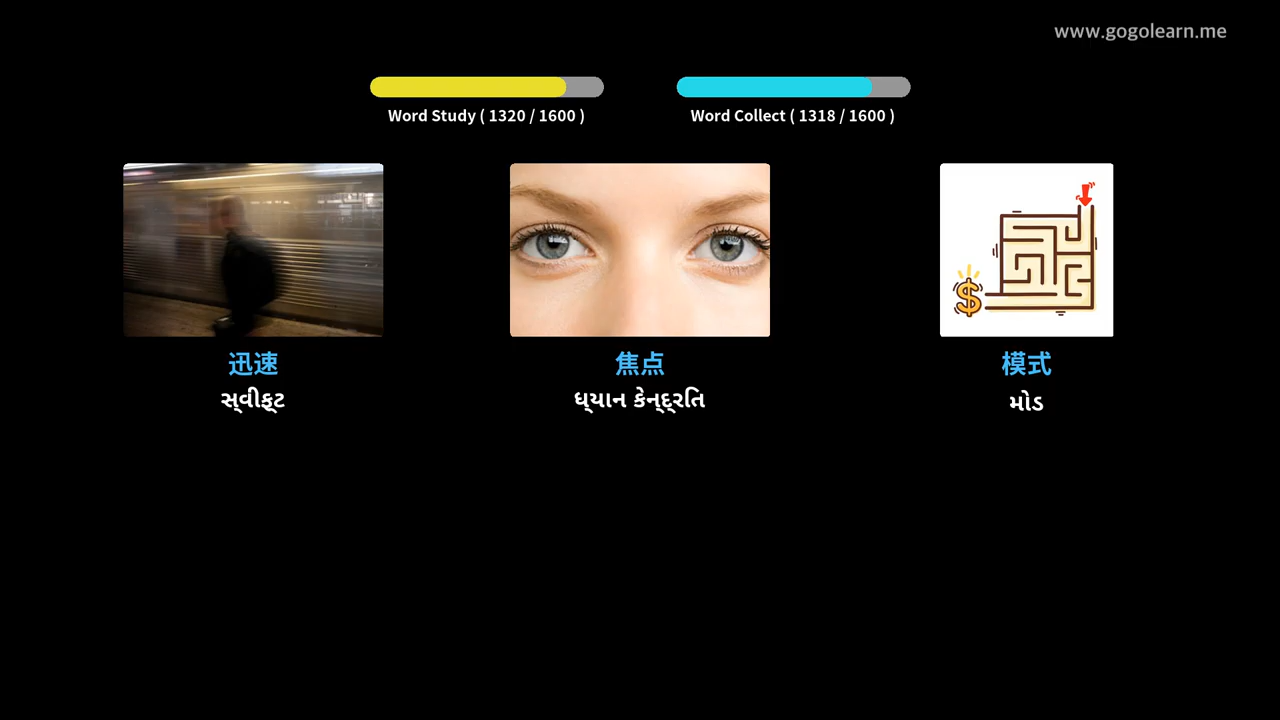 www.gogolearn.me
Word Study ( 1320 / 1600 )
Word Collect ( 1318 / 1600 )
迅速
焦点
模式
સ્વીફ્ટ
ધ્યાન કેન્દ્રતિ
મોડ